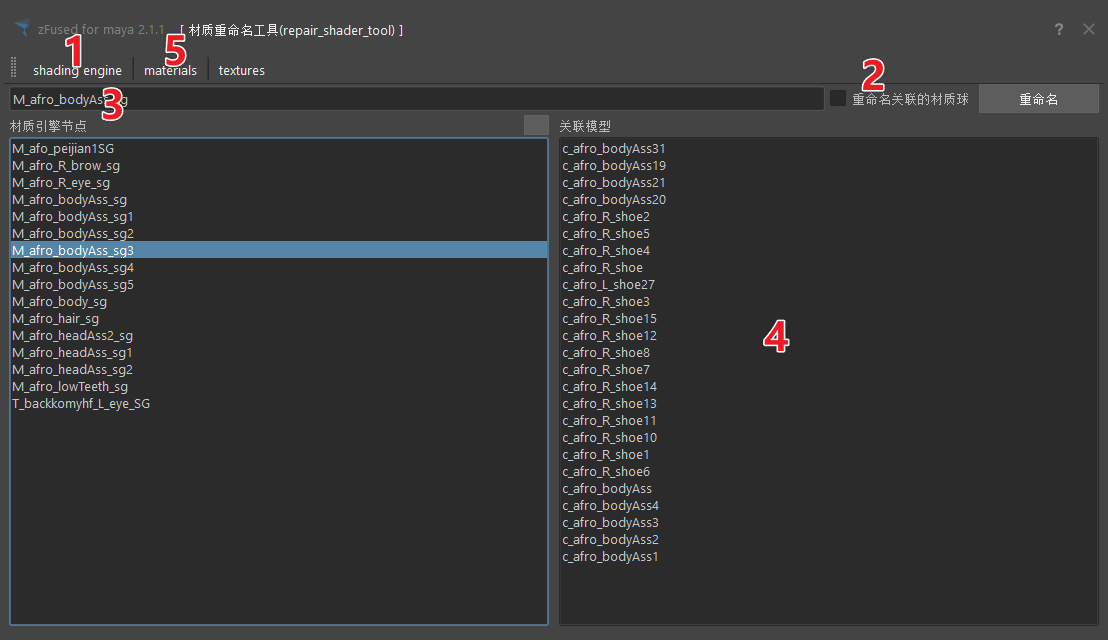 zFused for maya 2.1.1 [ 材质重命名工具(repair_shader_tool) ] ?
1 5
shading engine materials textures
2
M_afro_bodyAs 重命名关联的材质球 重命名
3
材质引擎节点 关联模型
M_afo_peijian1SG
M_afro_R_brow_sg
M_afro_R_eye_sg
M_afro_bodyAss_sg
M_afro_bodyAss_sg1
M_afro_bodyAss_sg2
M_afro_bodyAss_sg3
M_afro_bodyAss_sg4
M_afro_bodyAss_sg5
M_afro_body_sg
M_afro_hair_sg
M_afro_headAss2_sg
M_afro_headAss_sg1
M_afro_headAss_sg2
M_afro_lowTeeth_sg
T_backkomyhf_L_eye_SG
c_afro_bodyAss31
c_afro_bodyAss19
c_afro_bodyAss21
c_afro_bodyAss20
c_afro_R_shoe2
c_afro_R_shoe5
c_afro_R_shoe4
c_afro_R_shoe
c_afro_L_shoe27
c_afro_R_shoe3
c_afro_R_shoe15
c_afro_R_shoe12
c_afro_R_shoe8
c_afro_R_shoe7
c_afro_R_shoe14
c_afro_R_shoe13
c_afro_R_shoe11
c_afro_R_shoe10
c_afro_R_shoe1
c_afro_R_shoe6
c_afro_bodyAss
c_afro_bodyAss4
c_afro_bodyAss3
c_afro_bodyAss2
c_afro_bodyAss1
4